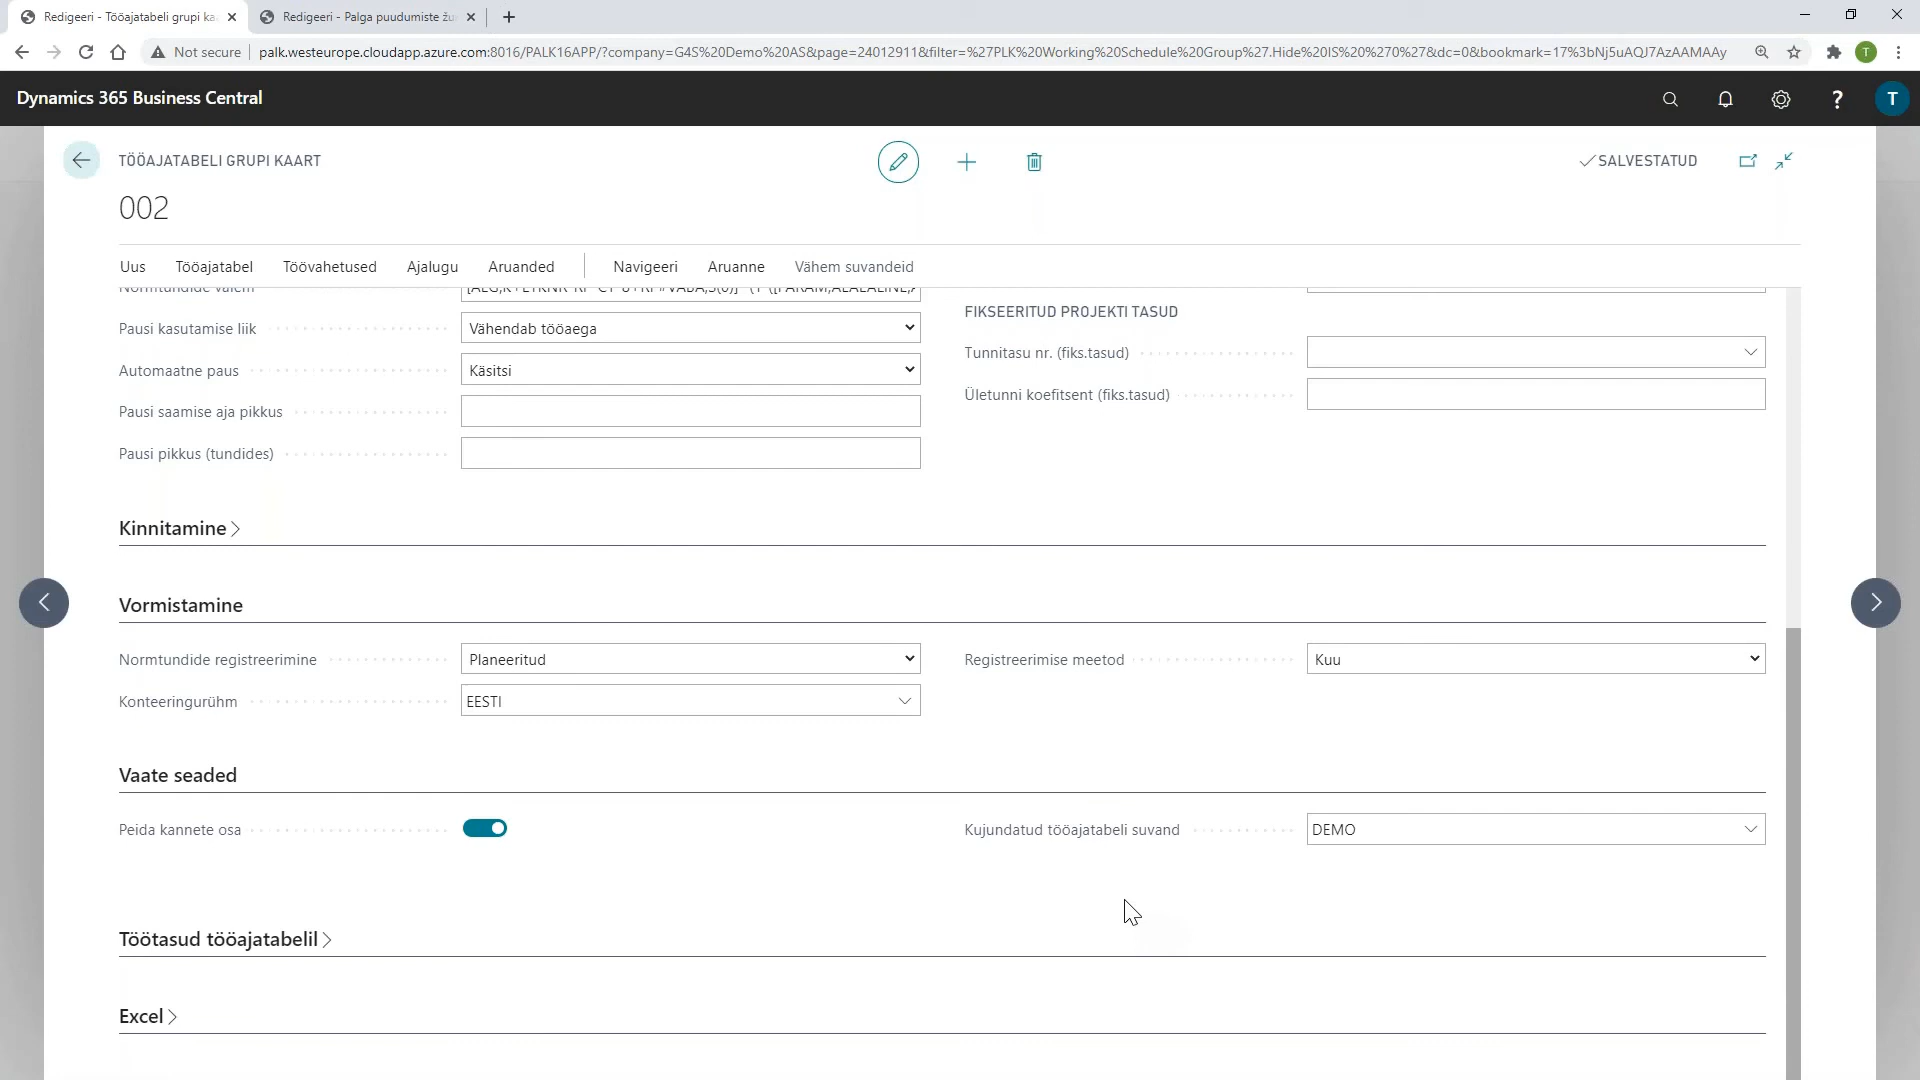 Redigeeri - Tööajatabeli grupi ka
Redigeeri - Palga puudumiste žu
Not secure
palk.westeurope.cloudapp.azure.com:8016/PALK16APP/?company=G4S%20Demo%20AS&page=24012911&filter=%27PLK%20Working%20Schedule%20Group%27.Hide%20IS%20%270%27&dc=0&bookmark=17%3bNj5uAQJ7AzAAMAAy
T
Dynamics 365 Business Central
?
T
TÖÖAJATABELI GRUPI KAART
SALVESTATUD
002
Uus
Tööajatabel
Töövahetused
Ajalugu
Aruanded
Navigeeri
Aruanne
Vähem suvandeid
Normtundide valem
Pausi kasutamise liik
Vähendab tööaega
Automaatne paus
Käsitsi
Pausi saamise aja pikkus
Pausi pikkus (tundides)
FIKSEERITUD PROJEKTI TASUD
Tunnitasu nr. (fiks.tasud)
Ületunni koefitsent (fiks.tasud)
Kinnitamine
Vormistamine
Normtundide registreerimine
Planeeritud
Registreerimise meetod
Kuu
Konteeringurühm
EESTI
Vaate seaded
Peida kannete osa
Kujundatud tööajatabeli suvand
DEMO
Töötasud tööajatabelil
Excel